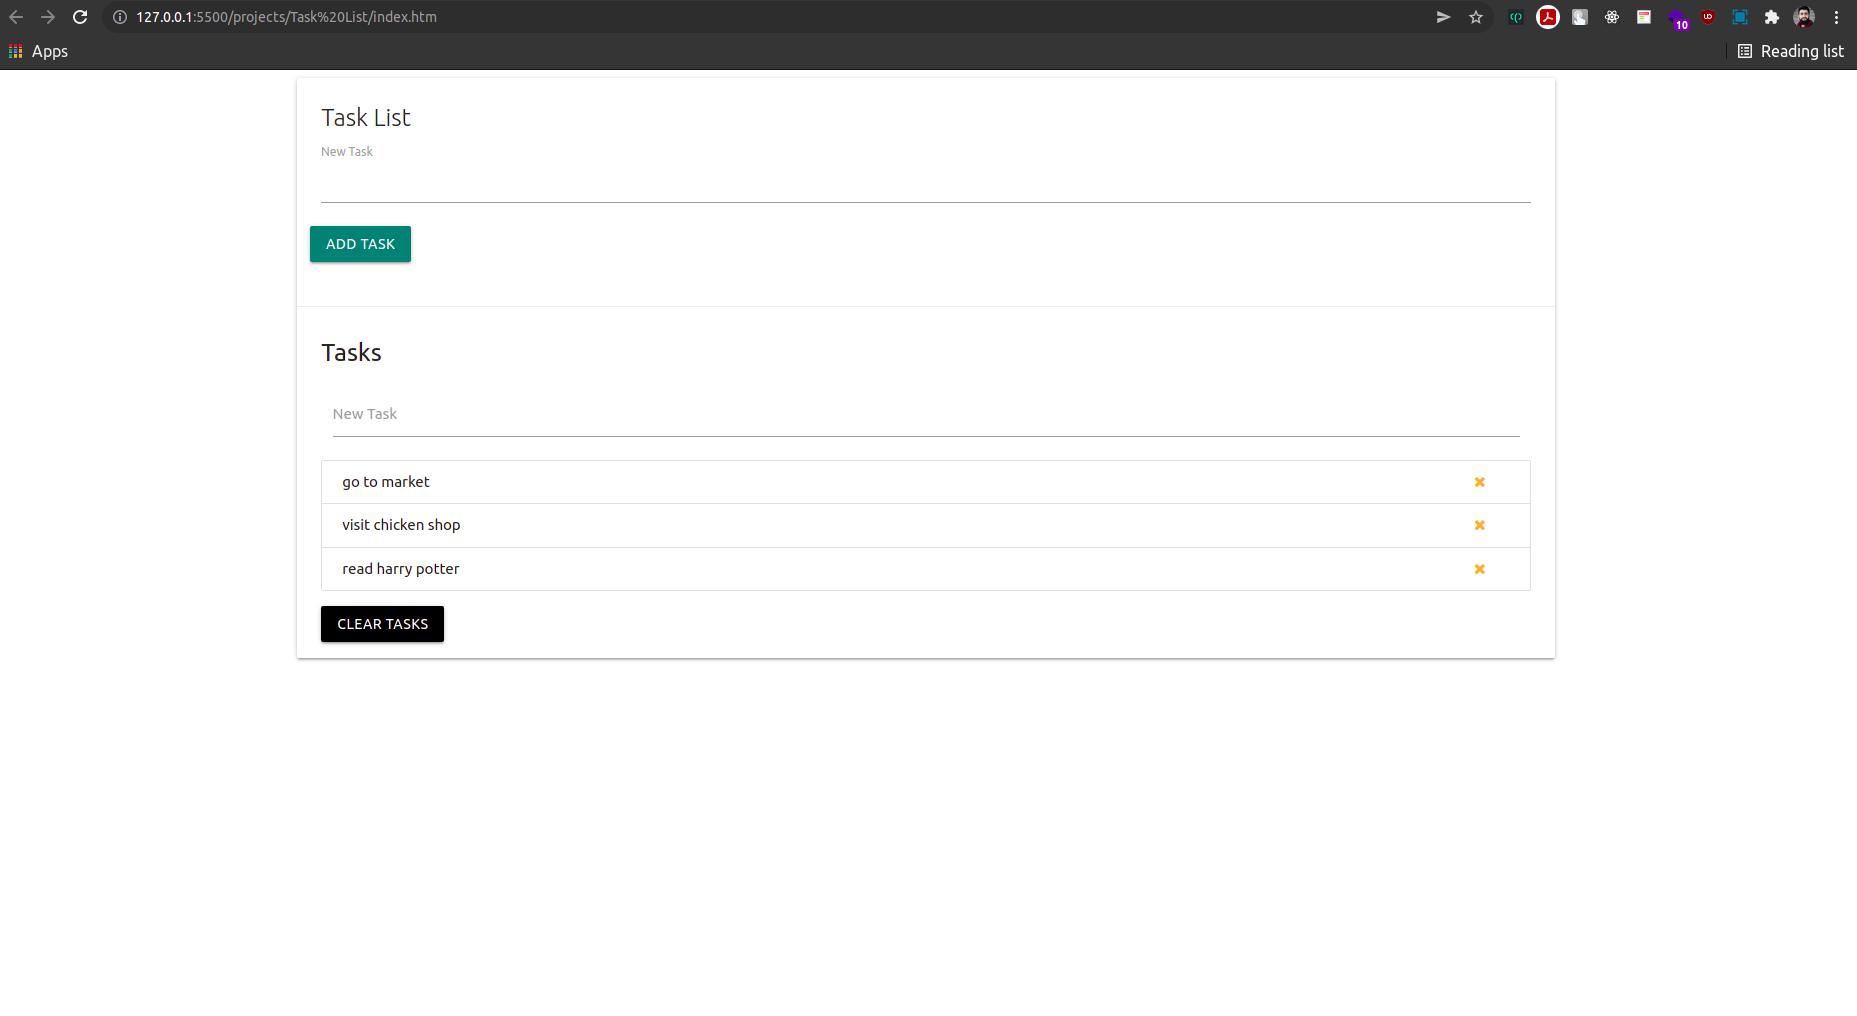 127.0.0.1:5500/projects/Task%20List/index.htm
10
Apps
Reading list
Task List
New Task
ADD TASK
Tasks
New Task
go to market
visit chicken shop
read harry potter
CLEAR TASKS